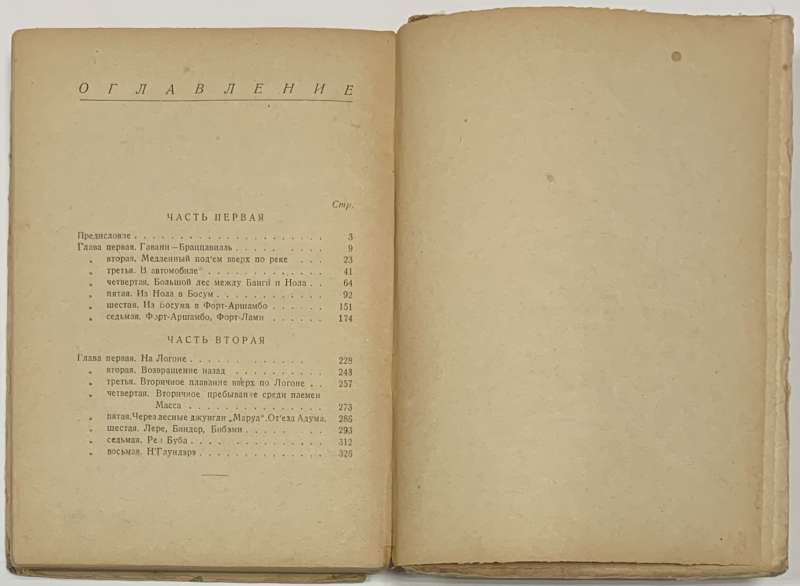 ОГЛАВЛЕНИЕ
Стр.
ЧАСТЬ ПЕРВАЯ
Предисловие . . . . . . . . . . . . . . . . . . . . . 3
Глава первая. Гавани—Браццавиль . . . . . . . . . 9
„ вторая. Медленный под'ем вверх по реке . . . 23
„ третья. В автомобиле . . . . . . . . . . . . . 41
„ четвертая. Большой лес между Банги и Нола . . 64
„ пятая. Из Нола в Босум . . . . . . . . . . . . 92
„ шестая. Из Босума в Форт-Аршамбо . . . . . . 151
„ седьмая. Форт-Аршамбо, Форт-Лами . . . . . . 174
ЧАСТЬ ВТОРАЯ
Глава первая. На Логоне . . . . . . . . . . . . 228
„ вторая. Возвращение назад . . . . . . . . . . 243
„ третья. Вторичное плавание вверх по Логоне . . 257
„ четвертая. Вторичное пребывание среди племен
Масса . . . . . . . . . . . . . . . 273
„ пятая. Через лесные джунгли „Маруа“. От'езд Адума. 286
„ шестая. Лере, Биндер, Бибэми . . . . . . . . . 293
„ седьмая. Рей Буба . . . . . . . . . . . . . . 312
„ восьмая. Н'Гаундэрэ . . . . . . . . . . . . . 326